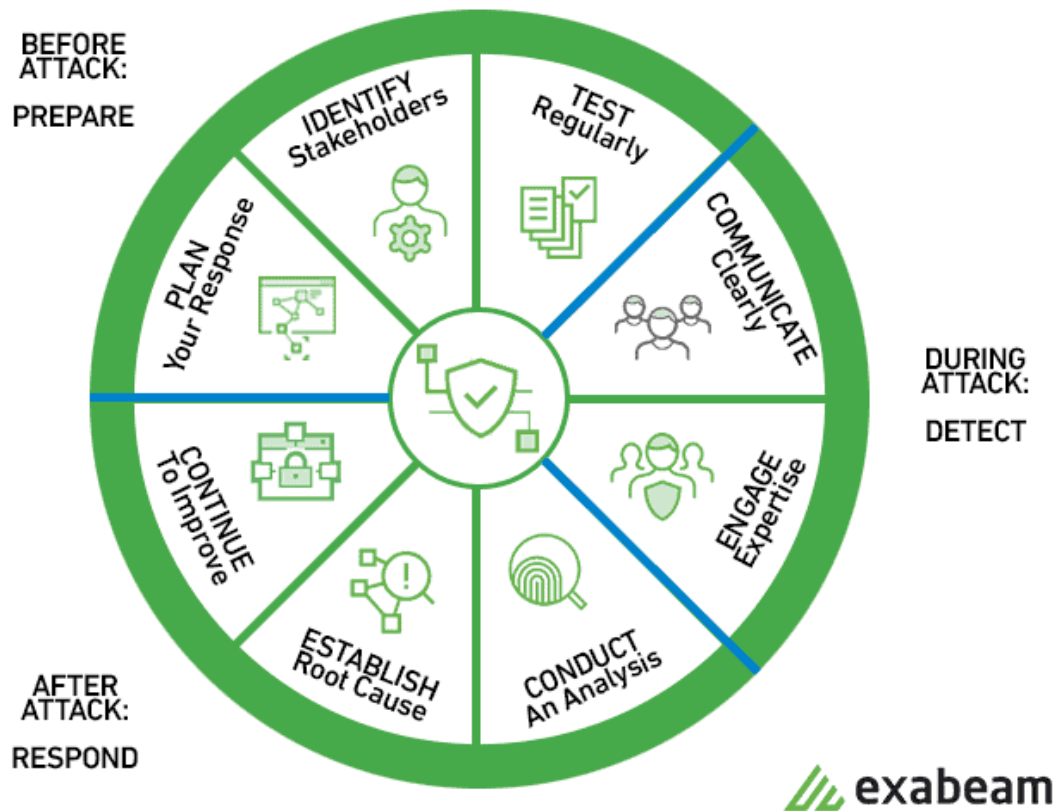 BEFORE
ATTACK:
PREPARE
IDENTIFY
Stakeholders
TEST
Regularly
PLAN
Your Response
COMMUNICATE
Clearly
DURING
ATTACK:
DETECT
CONTINUE
To Improve
ENGAGE
Expertise
ESTABLISH
Root Cause
CONDUCT
An Analysis
AFTER
ATTACK:
RESPOND
exabeam